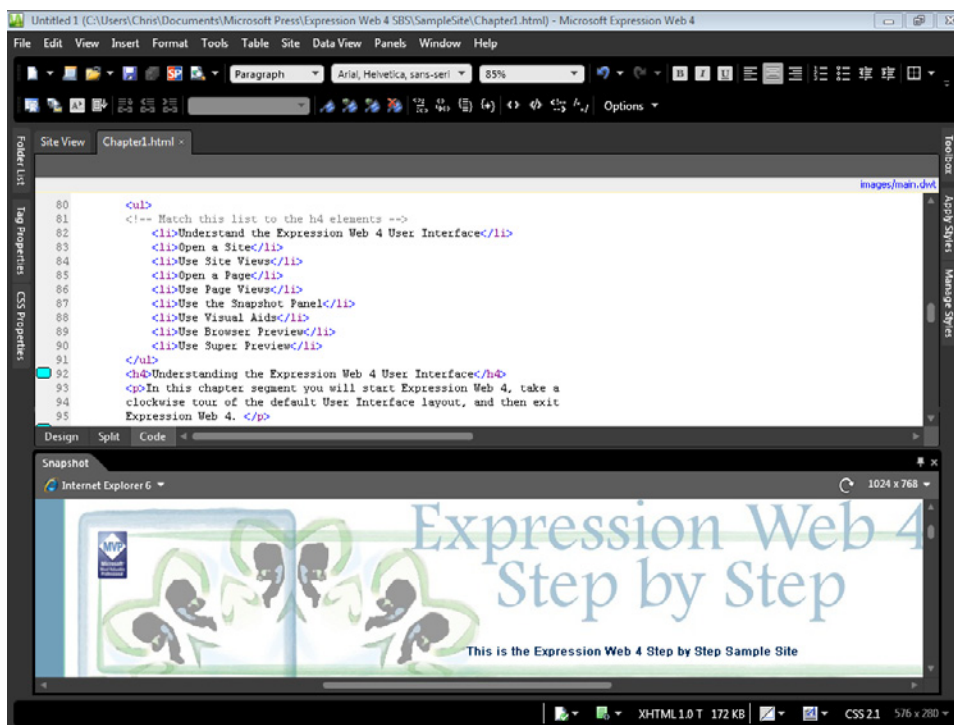 Untitled 1 (C:\Users\Chris\Documents\Microsoft Press\Expression Web 4 SBS\SampleSite\Chapter1.html) - Microsoft Expression Web 4
File Edit View Insert Format Tools Table Site Data View Panels Window Help
SP Paragraph Arial, Helvetica, sans-seri 85% B I U
Options
Folder List
Tag Properties
CSS Properties
Site View Chapter1.html ×
images/main.dwt
80 <ul>
81 <!-- Match this list to the h4 elements -->
82 <li>Understand the Expression Web 4 User Interface</li>
83 <li>Open a Site</li>
84 <li>Use Site Views</li>
85 <li>Open a Page</li>
86 <li>Use Page Views</li>
87 <li>Use the Snapshot Panel</li>
88 <li>Use Visual Aids</li>
89 <li>Use Browser Preview</li>
90 <li>Use Super Preview</li>
91 </ul>
92 <h4>Understanding the Expression Web 4 User Interface</h4>
93 <p>In this chapter segment you will start Expression Web 4, take a
94 clockwise tour of the default User Interface layout, and then exit
95 Expression Web 4. </p>
Toolbox
Apply Styles
Manage Styles
Design Split Code
Snapshot
Internet Explorer 6 1024 x 768
MVP
Microsoft
Expression Web 4
Step by Step
This is the Expression Web 4 Step by Step Sample Site
XHTML 1.0 T 172 KB CSS 2.1 576 x 280